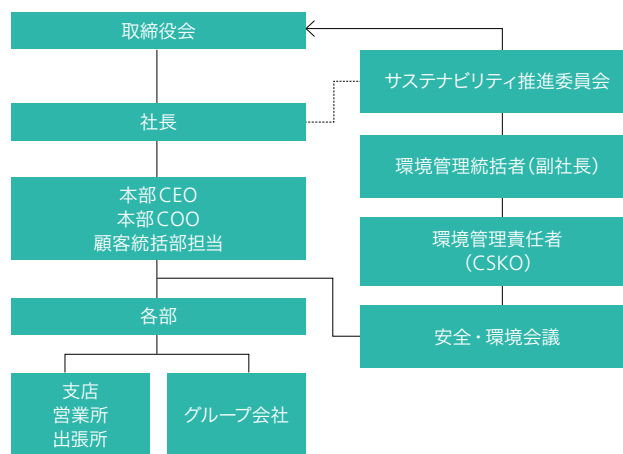 取締役会
社長
本部CEO
本部COO
顧客統括部担当
各部
支店
営業所
出張所
グループ会社
サステナビリティ推進委員会
環境管理統括者(副社長)
環境管理責任者
(CSKO)
安全・環境会議